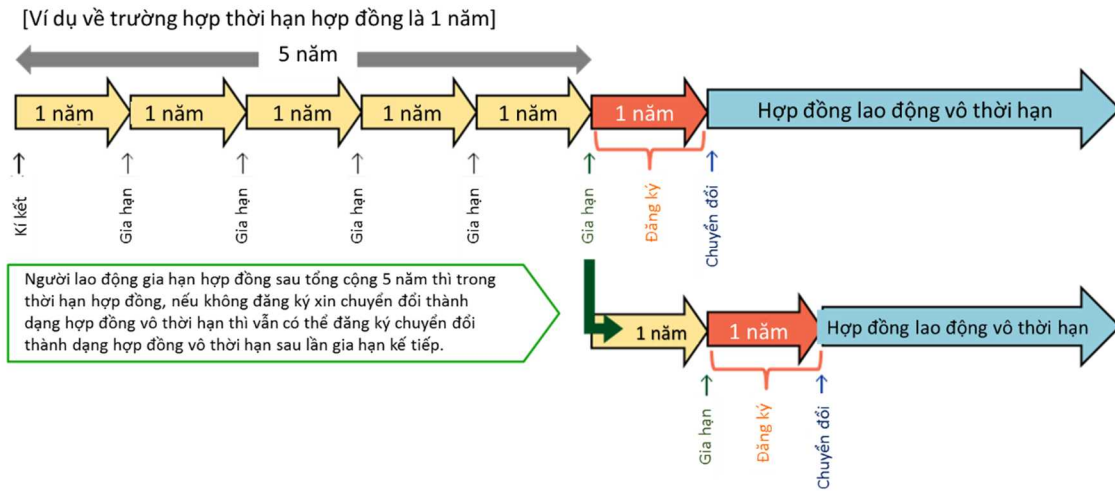 [Ví dụ về trường hợp thời hạn hợp đồng là 1 năm]
5 năm
1 năm
1 năm
1 năm
1 năm
1 năm
1 năm
Hợp đồng lao động vô thời hạn
Kí kết
Gia hạn
Gia hạn
Gia hạn
Gia hạn
Gia hạn
Đăng ký
Chuyển đổi
Người lao động gia hạn hợp đồng sau tổng cộng 5 năm thì trong
thời hạn hợp đồng, nếu không đăng ký xin chuyển đổi thành
dạng hợp đồng vô thời hạn thì vẫn có thể đăng ký chuyển đổi
thành dạng hợp đồng vô thời hạn sau lần gia hạn kế tiếp.
1 năm
1 năm
Hợp đồng lao động vô thời hạn
Gia hạn
Đăng ký
Chuyển đổi